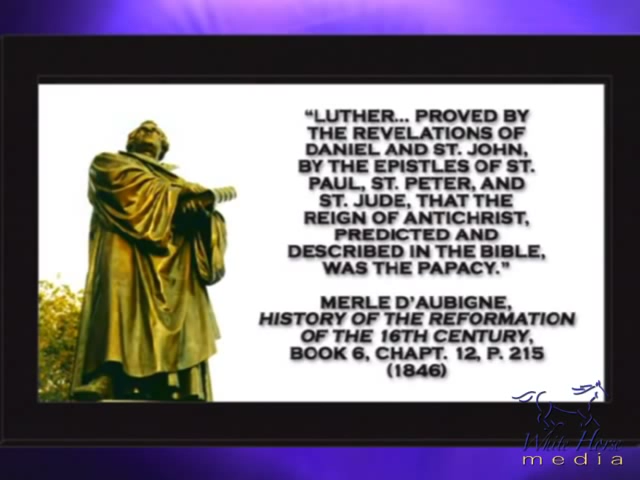 “LUTHER... PROVED BY
THE REVELATIONS OF
DANIEL AND ST. JOHN,
BY THE EPISTLES OF ST.
PAUL, ST. PETER, AND
ST. JUDE, THAT THE
REIGN OF ANTICHRIST,
PREDICTED AND
DESCRIBED IN THE BIBLE,
WAS THE PAPACY.”
MERLE D’AUBIGNE,
HISTORY OF THE REFORMATION
OF THE 16TH CENTURY,
BOOK 6, CHAPT. 12, P. 215
(1846)
White Horse
media